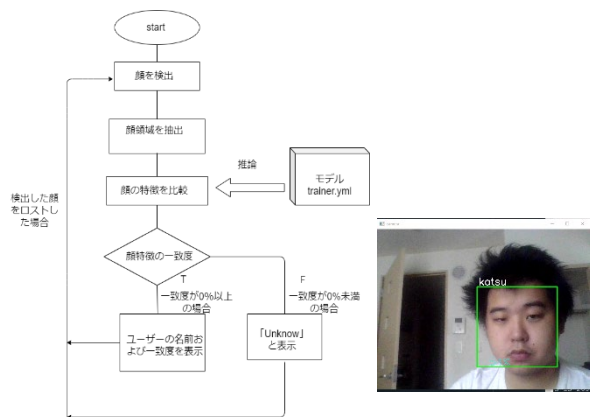 start
顔を検出
顔領域を抽出
推論
モデル
trainer.yml
顔の特徴を比較
検出した顔
をロストし
た場合
顔特徴の一致度
T
一致度が0%以上
の場合
F
一致度が0%未満
の場合
ユーザーの名前お
よび一致度を表示
「Unknow」
と表示
katsu